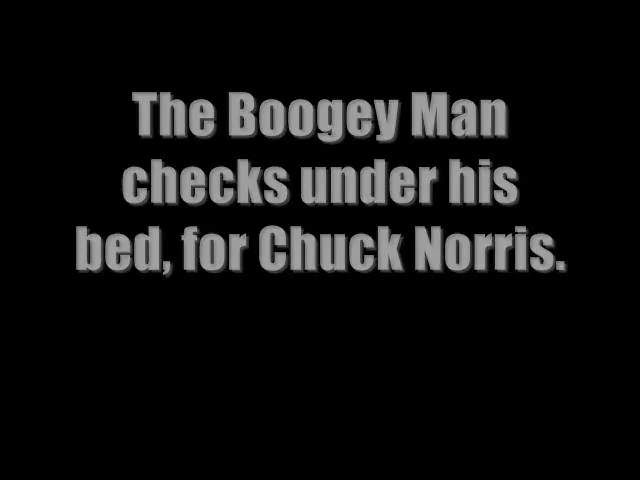 The Boogey Man
checks under his
bed, for Chuck Norris.